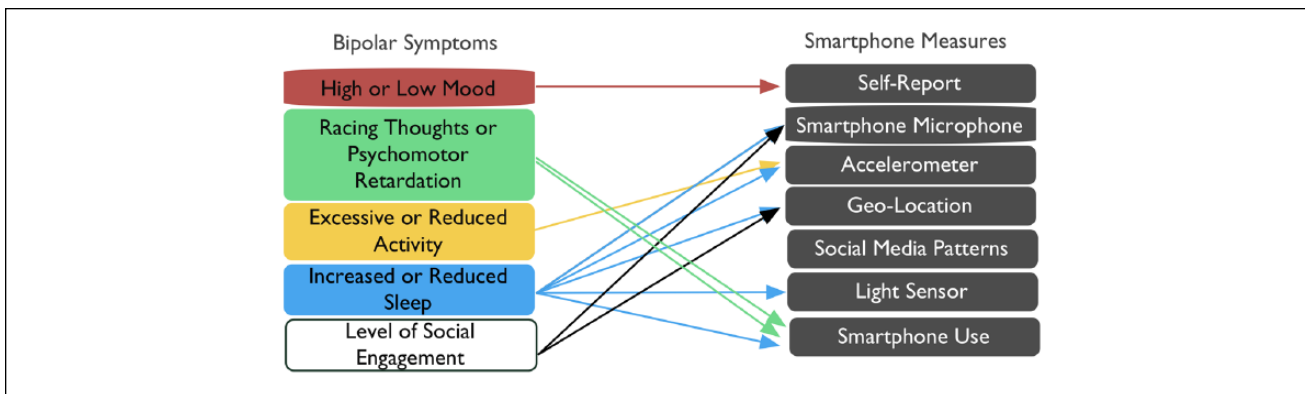 Bipolar Symptoms
High or Low Mood
Racing Thoughts or
Psychomotor
Retardation
Excessive or Reduced
Activity
Increased or Reduced
Sleep
Level of Social
Engagement
Smartphone Measures
Self-Report
Smartphone Microphone
Accelerometer
Geo-Location
Social Media Patterns
Light Sensor
Smartphone Use